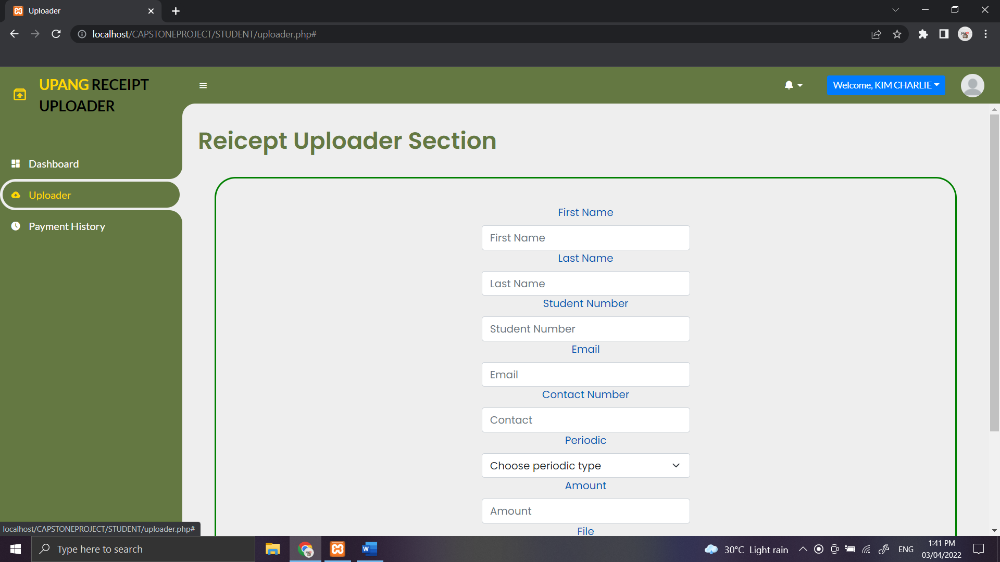 Uploader
localhost/CAPSTONEPROJECT/STUDENT/uploader.php#
UPANG RECEIPT
UPLOADER
Welcome, KIM CHARLIE
Dashboard
Uploader
Payment History
Reicept Uploader Section
First Name
First Name
Last Name
Last Name
Student Number
Student Number
Email
Email
Contact Number
Contact
Periodic
Choose periodic type
Amount
Amount
File
localhost/CAPSTONEPROJECT/STUDENT/uploader.php#
Type here to search
30°C Light rain
ENG
1:41 PM
03/04/2022